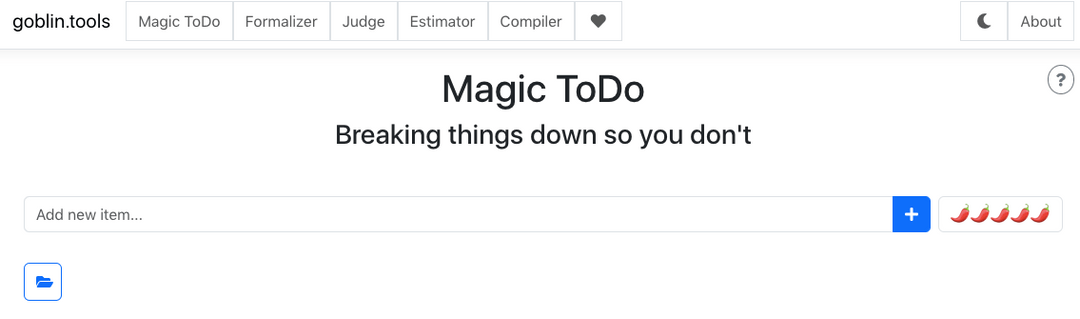 goblin.tools Magic ToDo Formalizer Judge Estimator Compiler About
Magic ToDo
?
Breaking things down so you don't
Add new item...